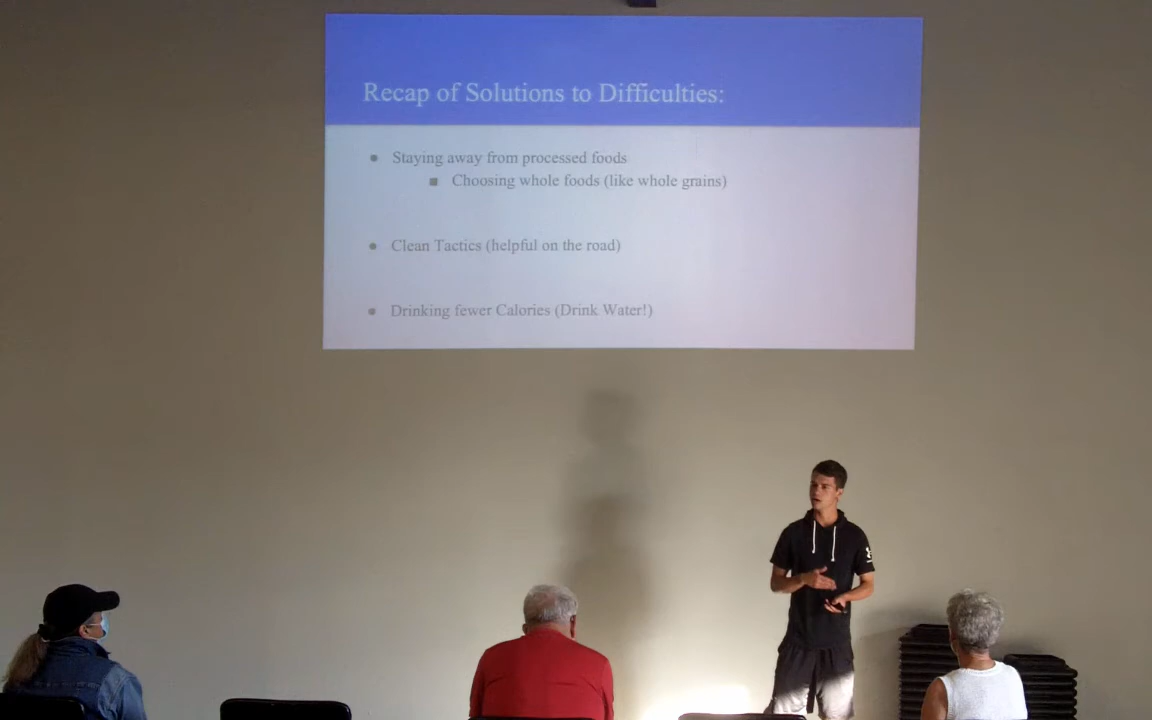 Recap of Solutions to Difficulties:
Staying away from processed foods
Choosing whole foods (like whole grains)
Clean Tactics (helpful on the road)
Drinking fewer Calories (Drink Water!)